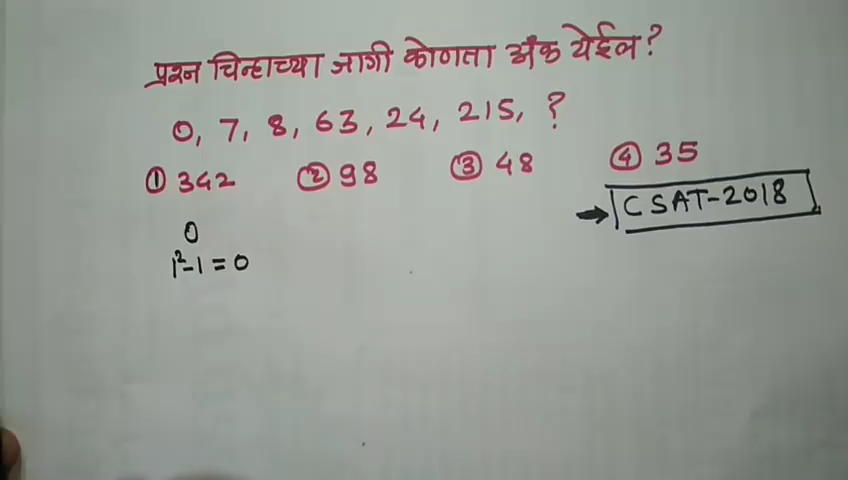 प्रश्न चिन्हाच्या जागी कोणता अंक येईल?
0, 7, 8, 63, 24, 215, ?
① 342 ② 98 ③ 48 ④ 35
→ CSAT-2018
0
1²-1 = 0